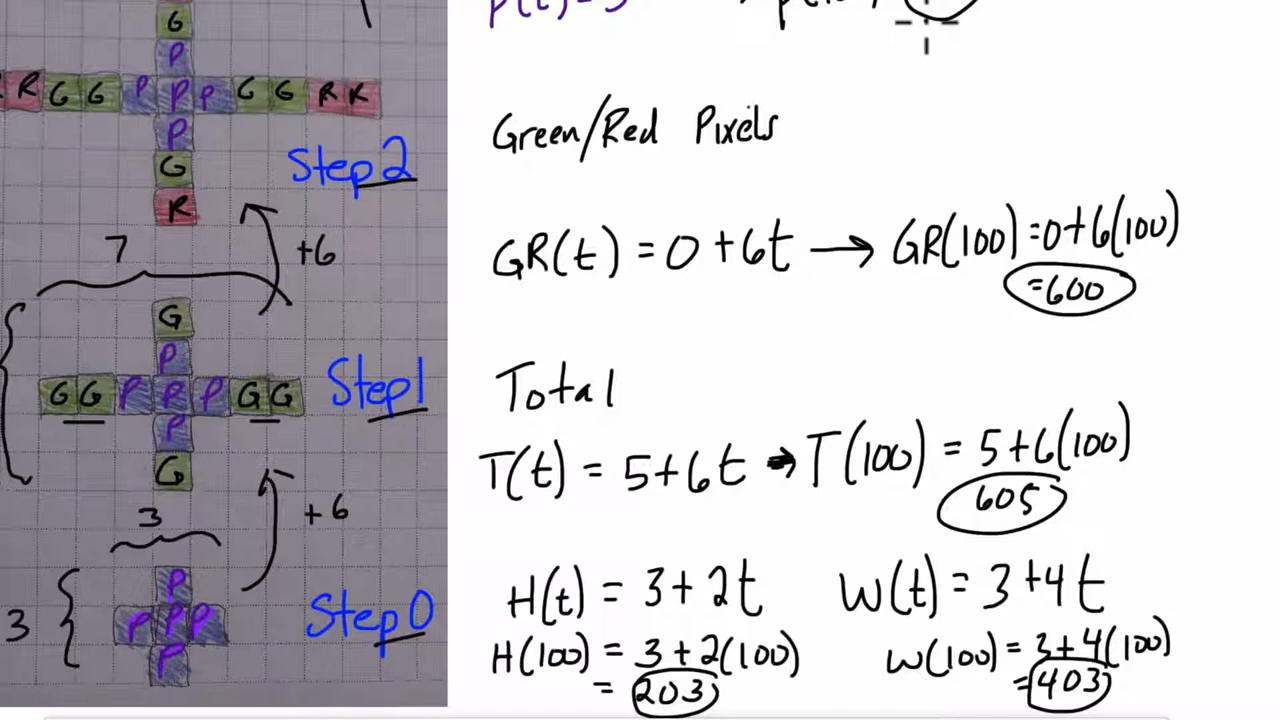 G
P
R G G P P P G G R R
P
G
R
Step 2
7
+6
G
P
G G P P P G G
P
G
Step 1
3
+6
P
P P P
P
3
Step 0
Green/Red Pixels
GR(t) = 0 + 6t → GR(100) = 0 + 6(100)
= 600
Total
T(t) = 5 + 6t → T(100) = 5 + 6(100)
605
H(t) = 3 + 2t W(t) = 3 + 4t
H(100) = 3 + 2(100) W(100) = 3 + 4(100)
= 203 = 403